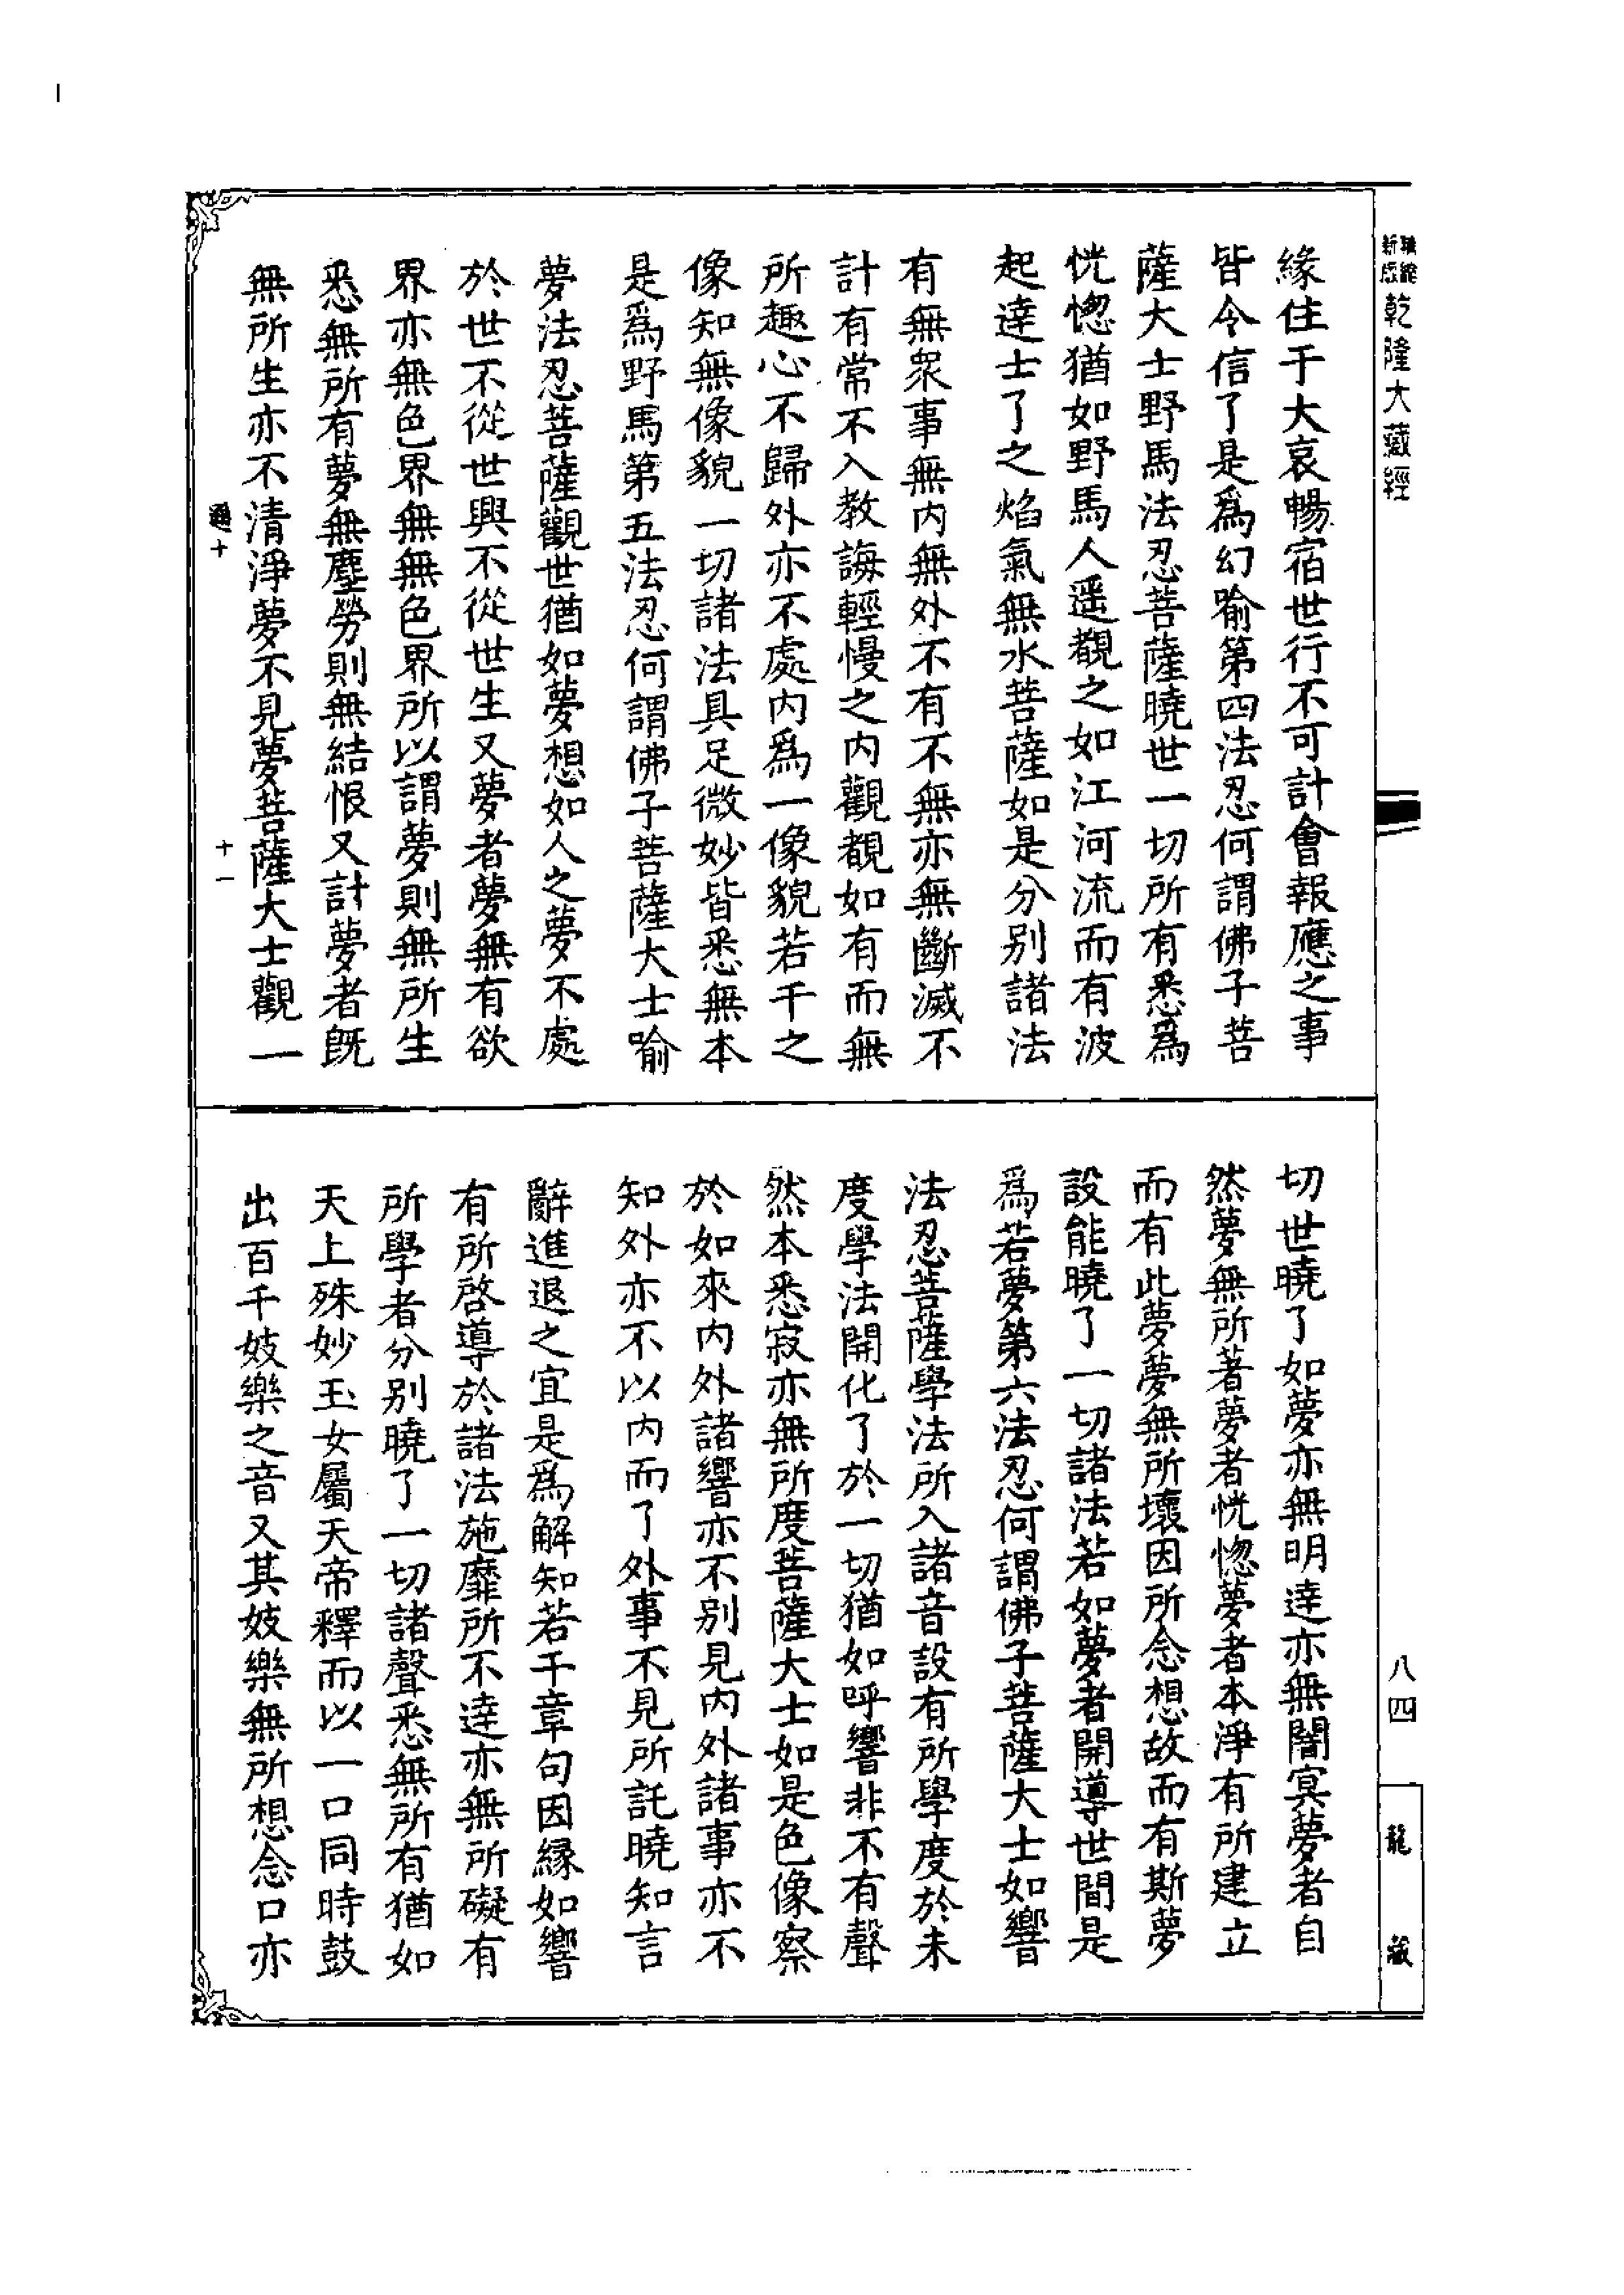 乾隆大藏經
緣住于大哀暢宿世行不可計會報應之事
皆令信了是爲幻喻第四法忍何謂佛子菩
薩大士野馬法忍菩薩曉世一切所有悉爲
恍惚猶如野馬人遥覩之如江河流而有波
起達士了之焰氣無水菩薩如是分别諸法
有無衆事無内無外不有不無亦無斷滅不
計有常不入教誨輕慢之内觀覩如有而無
所趣心不歸外亦不處内爲一像貌若干之
像知無像貌一切諸法具足微妙皆悉無本
是爲野馬第五法忍何謂佛子菩薩大士喻
夢法忍菩薩觀世猶如夢想如人之夢不處
於世不從世興不從世生又夢者夢無有欲
界亦無色界無無色界所以謂夢夢則無所生
悉無所有夢無塵勞則無結恨又計夢者既
無所生亦不清淨夢不見夢菩薩大士觀一
十一
切世曉了如夢亦無明達亦無闇冥夢者自
然夢無所著夢者恍惚夢者本淨有所建立
而有此夢夢無所壞因所念想故而有斯夢
設能曉了一切諸法若如夢者開導世間是
爲若夢第六法忍何謂佛子菩薩大士如響
法忍菩薩學法所入諸音設有所學度於未
度學法開化了於一切猶如呼響非不有聲
然本悉寂亦無所度菩薩大士如是色像察
於如來内外諸響亦不别見内外諸事亦不
知外亦不以内而了外事不見所託曉知言
辭進退之宜是爲解知若干章句因緣如響
有所啓導於諸法施靡所不達亦無所礙有
所學者分别曉了一切諸聲悉無所有猶如
天上殊妙玉女屬天帝釋而以一口同時鼓
出百千妓樂之音又其妓樂無所想念口亦
八四
龍藏